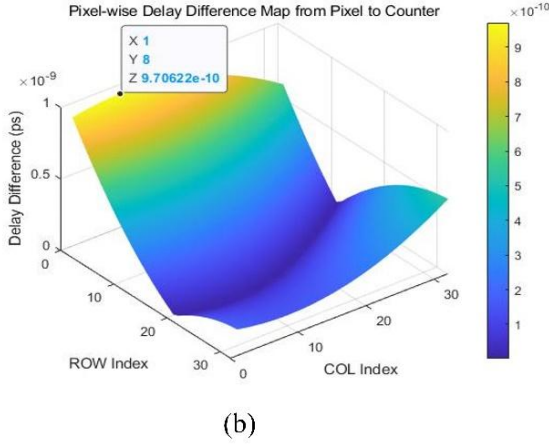 Pixel-wise Delay Difference Map from Pixel to Counter
×10⁻¹⁰
X 1
Y 8
Z 9.70622e-10
×10⁻⁹
1
0.5
0
Delay Difference (ps)
0
10
20
30
ROW Index
0
10
20
30
COL Index
9
8
7
6
5
4
3
2
1
(b)